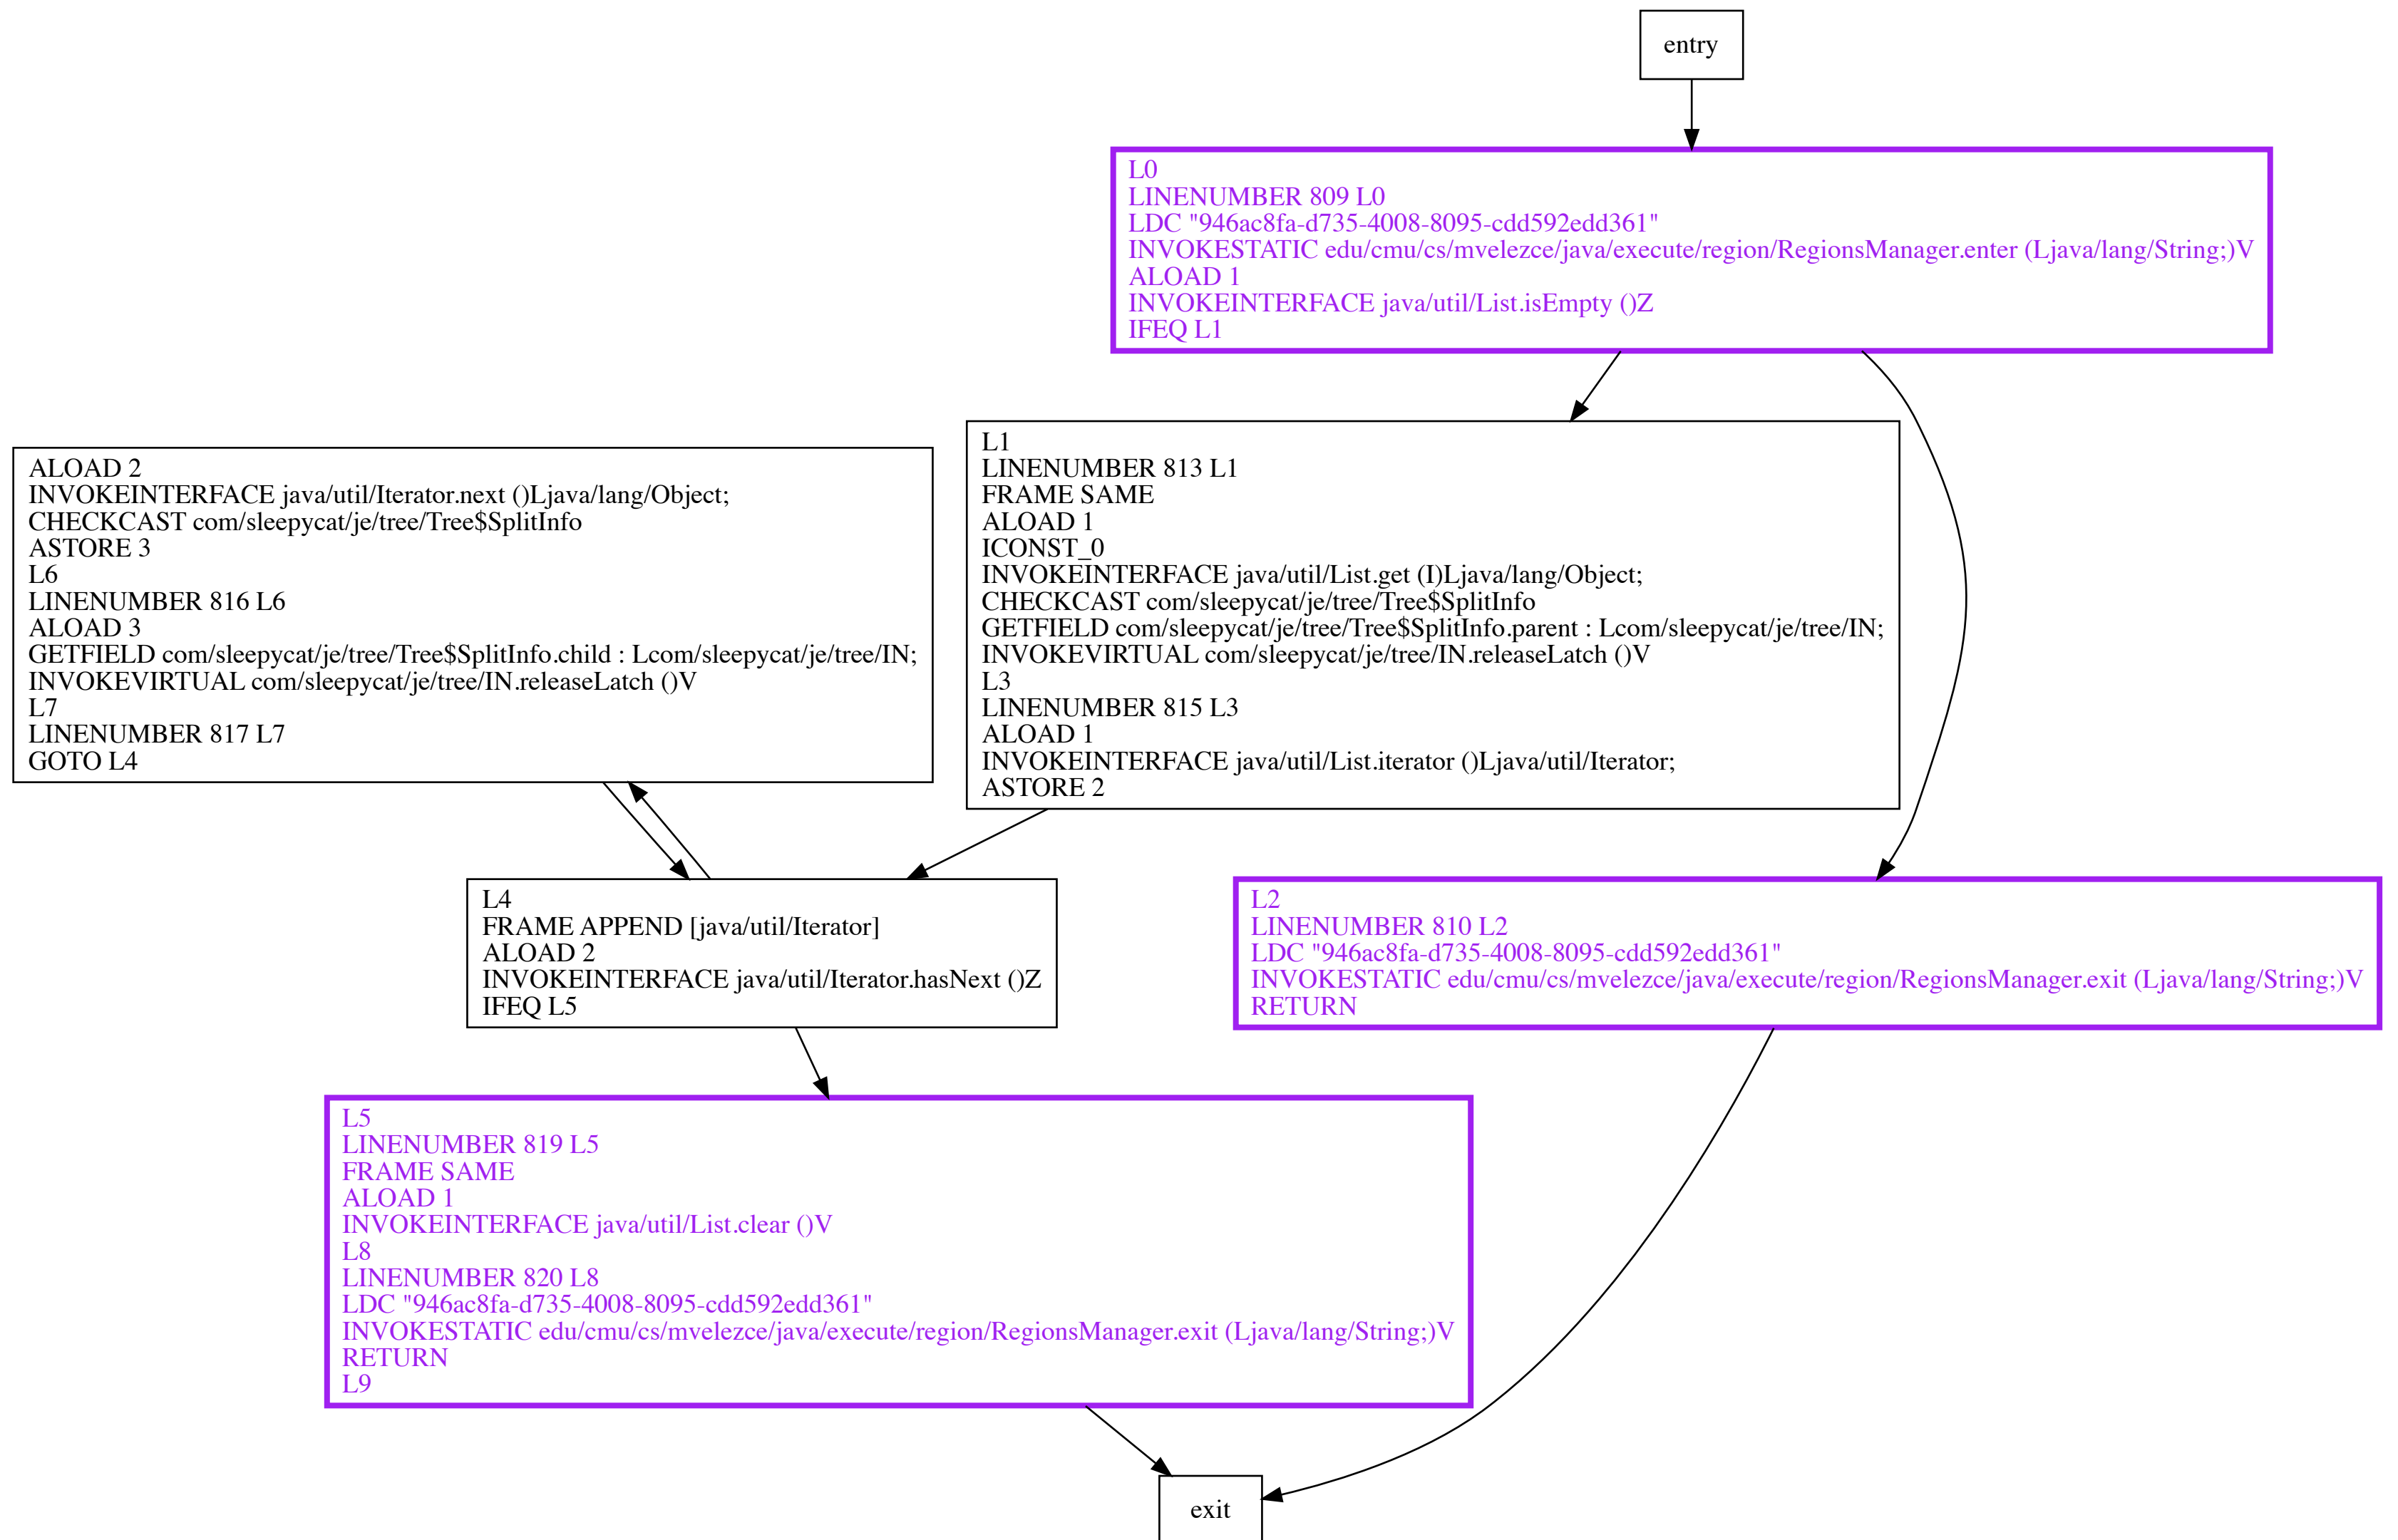 entry
L0
LINENUMBER 809 L0
LDC "946ac8fa-d735-4008-8095-cdd592edd361"
INVOKESTATIC edu/cmu/cs/mvelezce/java/execute/region/RegionsManager.enter (Ljava/lang/String;)V
ALOAD 1
INVOKEINTERFACE java/util/List.isEmpty ()Z
IFEQ L1
ALOAD 2
INVOKEINTERFACE java/util/Iterator.next ()Ljava/lang/Object;
CHECKCAST com/sleepycat/je/tree/Tree$SplitInfo
ASTORE 3
L6
LINENUMBER 816 L6
ALOAD 3
GETFIELD com/sleepycat/je/tree/Tree$SplitInfo.child : Lcom/sleepycat/je/tree/IN;
INVOKEVIRTUAL com/sleepycat/je/tree/IN.releaseLatch ()V
L7
LINENUMBER 817 L7
GOTO L4
L1
LINENUMBER 813 L1
FRAME SAME
ALOAD 1
ICONST_0
INVOKEINTERFACE java/util/List.get (I)Ljava/lang/Object;
CHECKCAST com/sleepycat/je/tree/Tree$SplitInfo
GETFIELD com/sleepycat/je/tree/Tree$SplitInfo.parent : Lcom/sleepycat/je/tree/IN;
INVOKEVIRTUAL com/sleepycat/je/tree/IN.releaseLatch ()V
L3
LINENUMBER 815 L3
ALOAD 1
INVOKEINTERFACE java/util/List.iterator ()Ljava/util/Iterator;
ASTORE 2
L4
FRAME APPEND [java/util/Iterator]
ALOAD 2
INVOKEINTERFACE java/util/Iterator.hasNext ()Z
IFEQ L5
L2
LINENUMBER 810 L2
LDC "946ac8fa-d735-4008-8095-cdd592edd361"
INVOKESTATIC edu/cmu/cs/mvelezce/java/execute/region/RegionsManager.exit (Ljava/lang/String;)V
RETURN
L5
LINENUMBER 819 L5
FRAME SAME
ALOAD 1
INVOKEINTERFACE java/util/List.clear ()V
L8
LINENUMBER 820 L8
LDC "946ac8fa-d735-4008-8095-cdd592edd361"
INVOKESTATIC edu/cmu/cs/mvelezce/java/execute/region/RegionsManager.exit (Ljava/lang/String;)V
RETURN
L9
exit